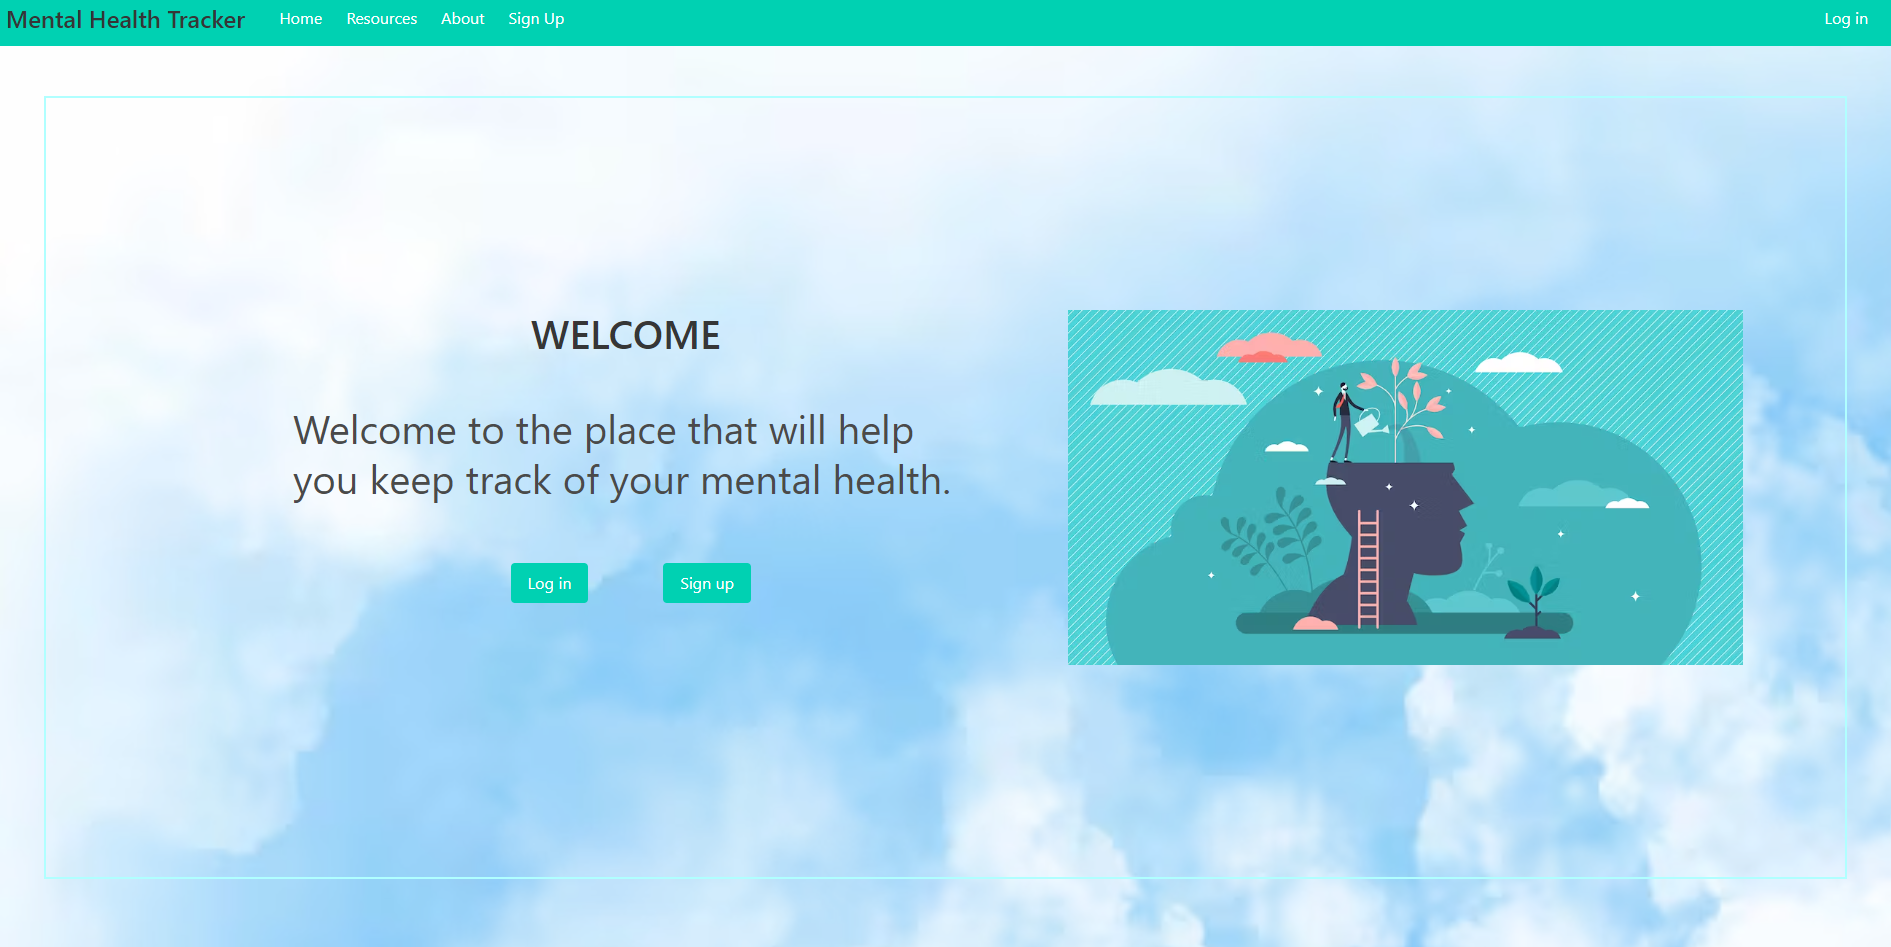 Mental Health Tracker Home Resources About Sign Up Log in
WELCOME
Welcome to the place that will help
you keep track of your mental health.
Log in Sign up